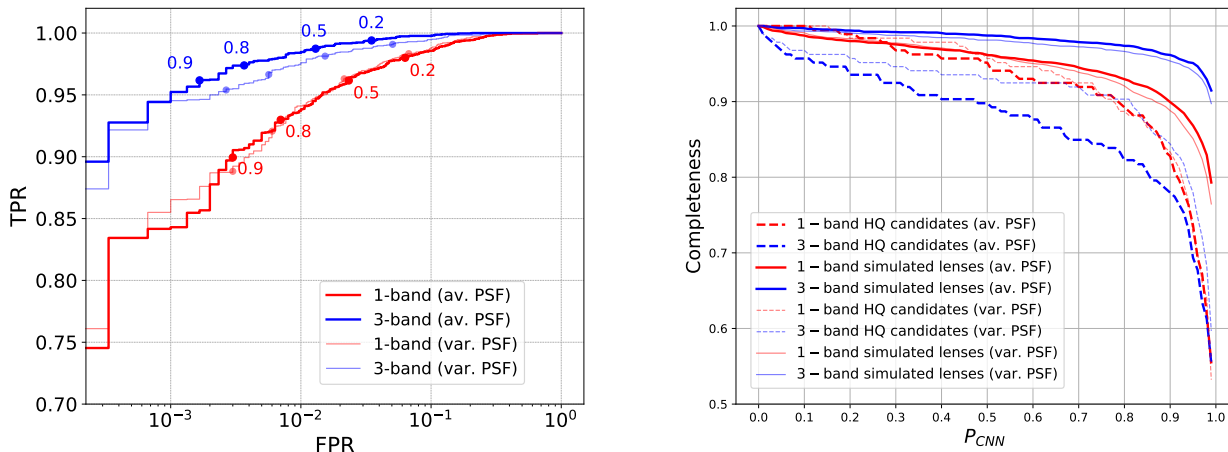 1.00
0.95
0.90
0.85
0.80
0.75
0.70
TPR
0.9
0.8
0.5
0.2
0.2
0.5
0.8
0.9
1-band (av. PSF)
3-band (av. PSF)
1-band (var. PSF)
3-band (var. PSF)
10⁻³
10⁻²
10⁻¹
10⁰
FPR
1.0
0.9
0.8
0.7
0.6
0.5
Completeness
1−band HQ candidates (av. PSF)
3−band HQ candidates (av. PSF)
1−band simulated lenses (av. PSF)
3−band simulated lenses (av. PSF)
1−band HQ candidates (var. PSF)
3−band HQ candidates (var. PSF)
1−band simulated lenses (var. PSF)
3−band simulated lenses (var. PSF)
0.0 0.1 0.2 0.3 0.4 0.5 0.6 0.7 0.8 0.9 1.0
P_CNN